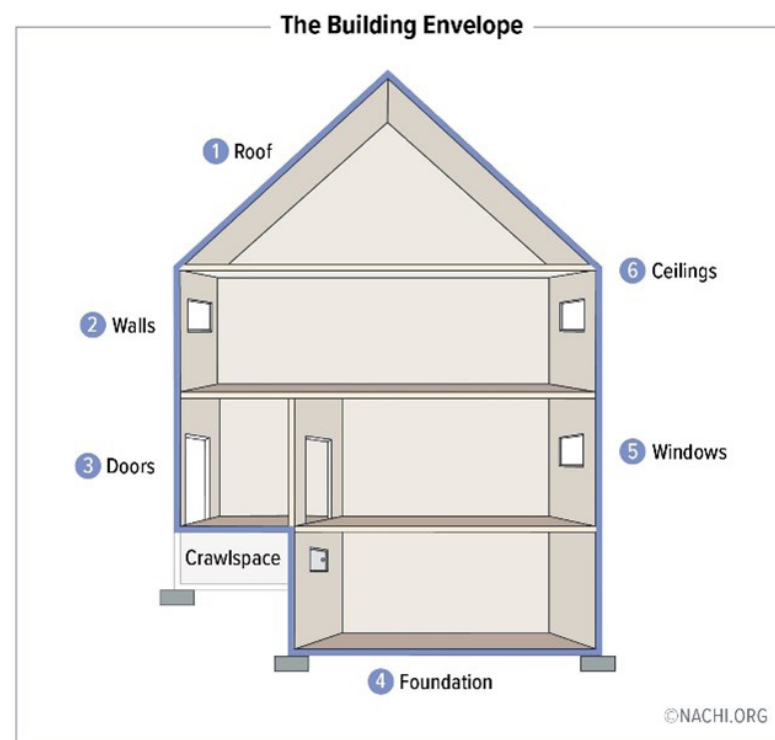 The Building Envelope
1 Roof
6 Ceilings
2 Walls
3 Doors
5 Windows
Crawlspace
4 Foundation
©NACHI.ORG